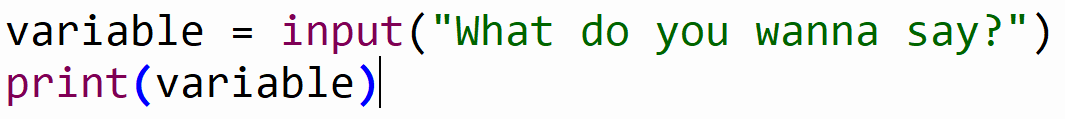 variable = input("What do you wanna say?")
print(variable)